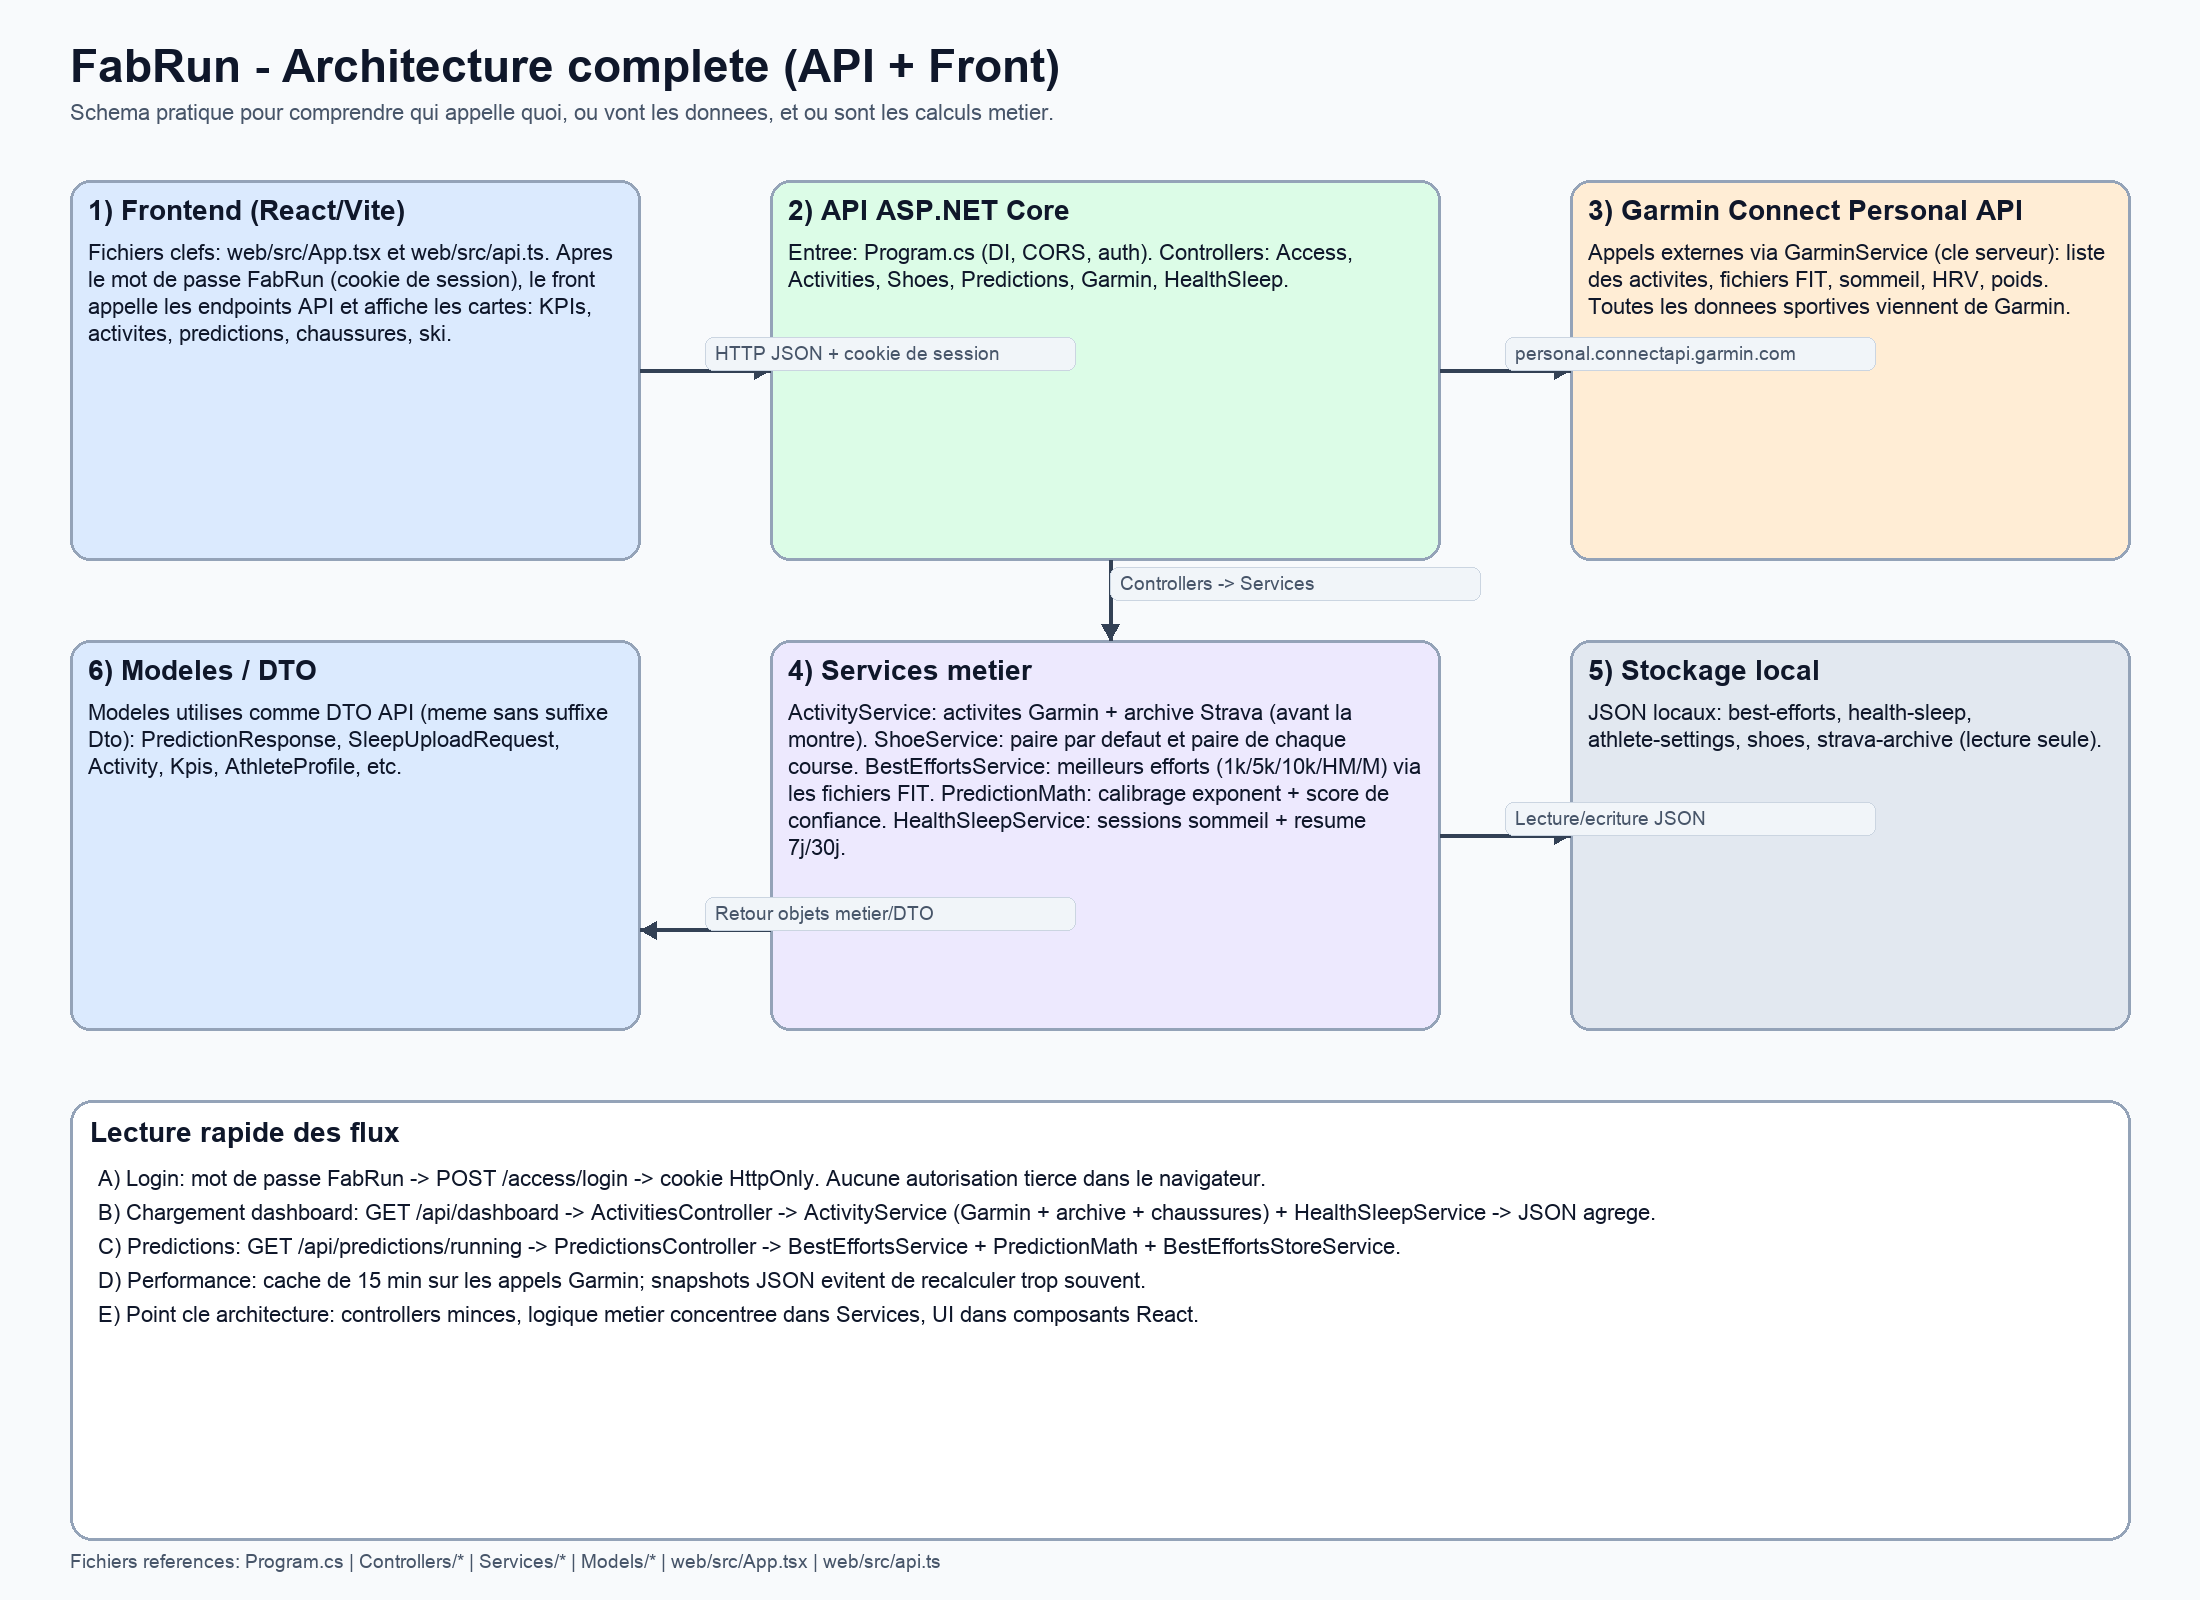 FabRun - Architecture complete (API + Front)
Schema pratique pour comprendre qui appelle quoi, ou vont les donnees, et ou sont les calculs metier.
1) Frontend (React/Vite)
Fichiers clefs: web/src/App.tsx et web/src/api.ts. Apres
le mot de passe FabRun (cookie de session), le front
appelle les endpoints API et affiche les cartes: KPIs,
activites, predictions, chaussures, ski.
HTTP JSON + cookie de session
2) API ASP.NET Core
Entree: Program.cs (DI, CORS, auth). Controllers: Access,
Activities, Shoes, Predictions, Garmin, HealthSleep.
personal.connectapi.garmin.com
3) Garmin Connect Personal API
Appels externes via GarminService (cle serveur): liste
des activites, fichiers FIT, sommeil, HRV, poids.
Toutes les donnees sportives viennent de Garmin.
Controllers -> Services
6) Modeles / DTO
Modeles utilises comme DTO API (meme sans suffixe
Dto): PredictionResponse, SleepUploadRequest,
Activity, Kpis, AthleteProfile, etc.
4) Services metier
ActivityService: activites Garmin + archive Strava (avant la
montre). ShoeService: paire par defaut et paire de chaque
course. BestEffortsService: meilleurs efforts (1k/5k/10k/HM/M) via
les fichiers FIT. PredictionMath: calibrage exponent + score de
confiance. HealthSleepService: sessions sommeil + resume
7j/30j.
Retour objets metier/DTO
5) Stockage local
JSON locaux: best-efforts, health-sleep,
athlete-settings, shoes, strava-archive (lecture seule).
Lecture/ecriture JSON
Lecture rapide des flux
A) Login: mot de passe FabRun -> POST /access/login -> cookie HttpOnly. Aucune autorisation tierce dans le navigateur.
B) Chargement dashboard: GET /api/dashboard -> ActivitiesController -> ActivityService (Garmin + archive + chaussures) + HealthSleepService -> JSON agrege.
C) Predictions: GET /api/predictions/running -> PredictionsController -> BestEffortsService + PredictionMath + BestEffortsStoreService.
D) Performance: cache de 15 min sur les appels Garmin; snapshots JSON evitent de recalculer trop souvent.
E) Point cle architecture: controllers minces, logique metier concentree dans Services, UI dans composants React.
Fichiers references: Program.cs | Controllers/* | Services/* | Models/* | web/src/App.tsx | web/src/api.ts